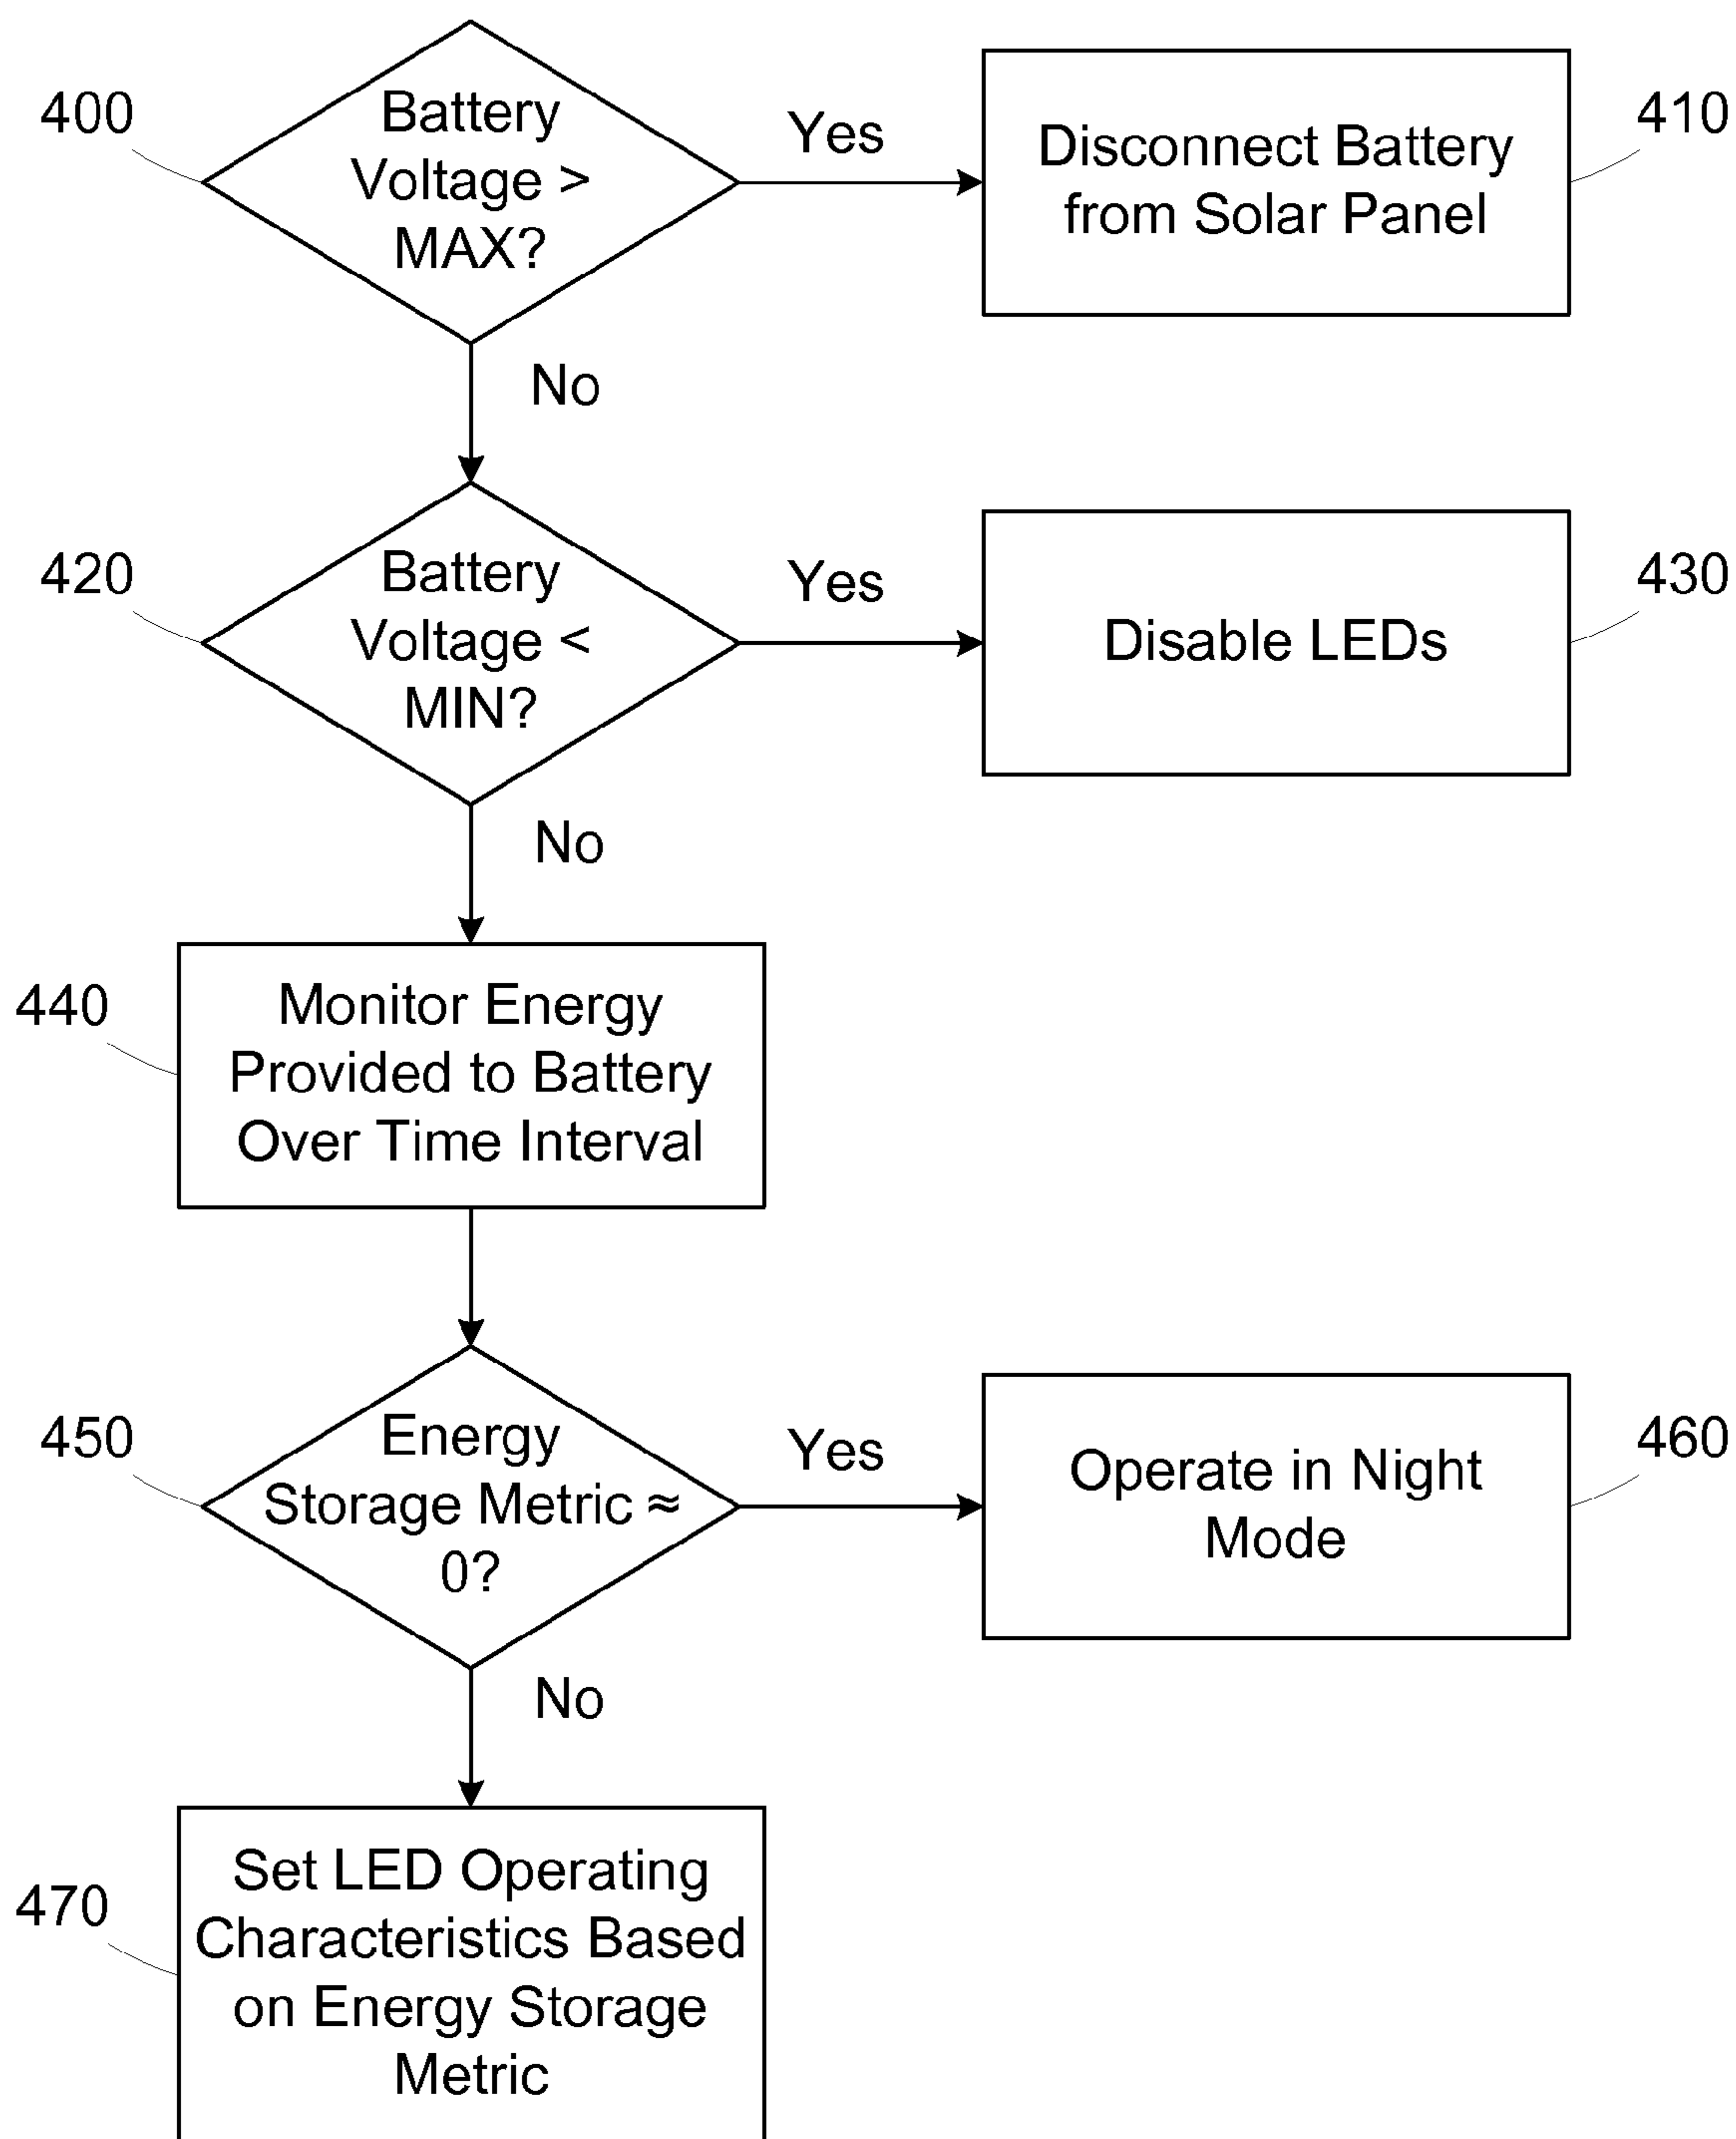 400
Battery
Voltage >
MAX?
Yes
Disconnect Battery
from Solar Panel
410
No
420
Battery
Voltage <
MIN?
Yes
Disable LEDs
430
No
440
Monitor Energy
Provided to Battery
Over Time Interval
450
Energy
Storage Metric ≈
0?
Yes
Operate in Night
Mode
460
No
470
Set LED Operating
Characteristics Based
on Energy Storage
Metric